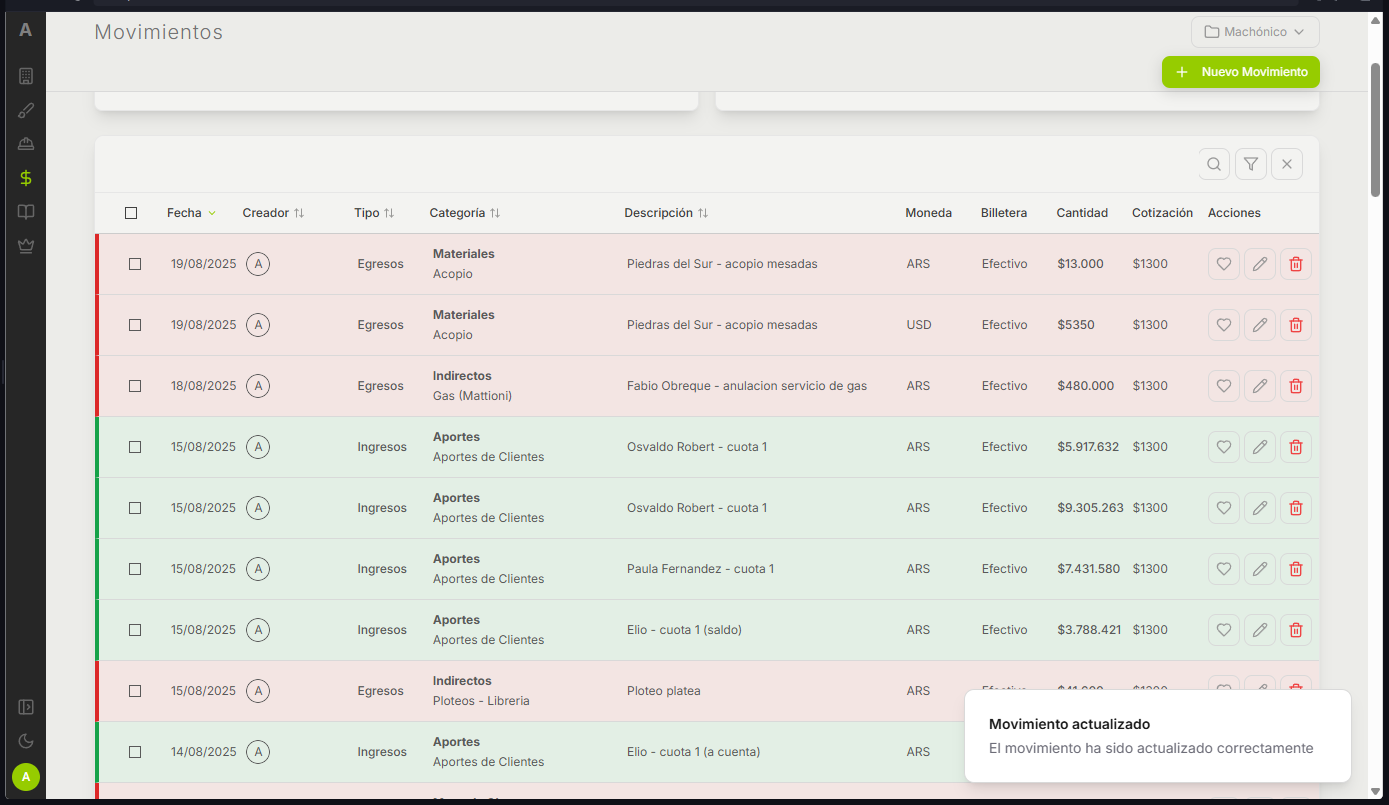 A
Movimientos
Machónico
+ Nuevo Movimiento
Fecha Creador Tipo Categoría Descripción Moneda Billetera Cantidad Cotización Acciones
19/08/2025 A Egresos Materiales Piedras del Sur - acopio mesadas ARS Efectivo $13.000 $1300
Acopio
19/08/2025 A Egresos Materiales Piedras del Sur - acopio mesadas USD Efectivo $5350 $1300
Acopio
18/08/2025 A Egresos Indirectos Fabio Obreque - anulacion servicio de gas ARS Efectivo $480.000 $1300
Gas (Mattioni)
15/08/2025 A Ingresos Aportes Osvaldo Robert - cuota 1 ARS Efectivo $5.917.632 $1300
Aportes de Clientes
15/08/2025 A Ingresos Aportes Osvaldo Robert - cuota 1 ARS Efectivo $9.305.263 $1300
Aportes de Clientes
15/08/2025 A Ingresos Aportes Paula Fernandez - cuota 1 ARS Efectivo $7.431.580 $1300
Aportes de Clientes
15/08/2025 A Ingresos Aportes Elio - cuota 1 (saldo) ARS Efectivo $3.788.421 $1300
Aportes de Clientes
15/08/2025 A Egresos Indirectos Ploteo platea ARS
Ploteos - Libreria
14/08/2025 A Ingresos Aportes Elio - cuota 1 (a cuenta) ARS
Aportes de Clientes
Movimiento actualizado
El movimiento ha sido actualizado correctamente
A